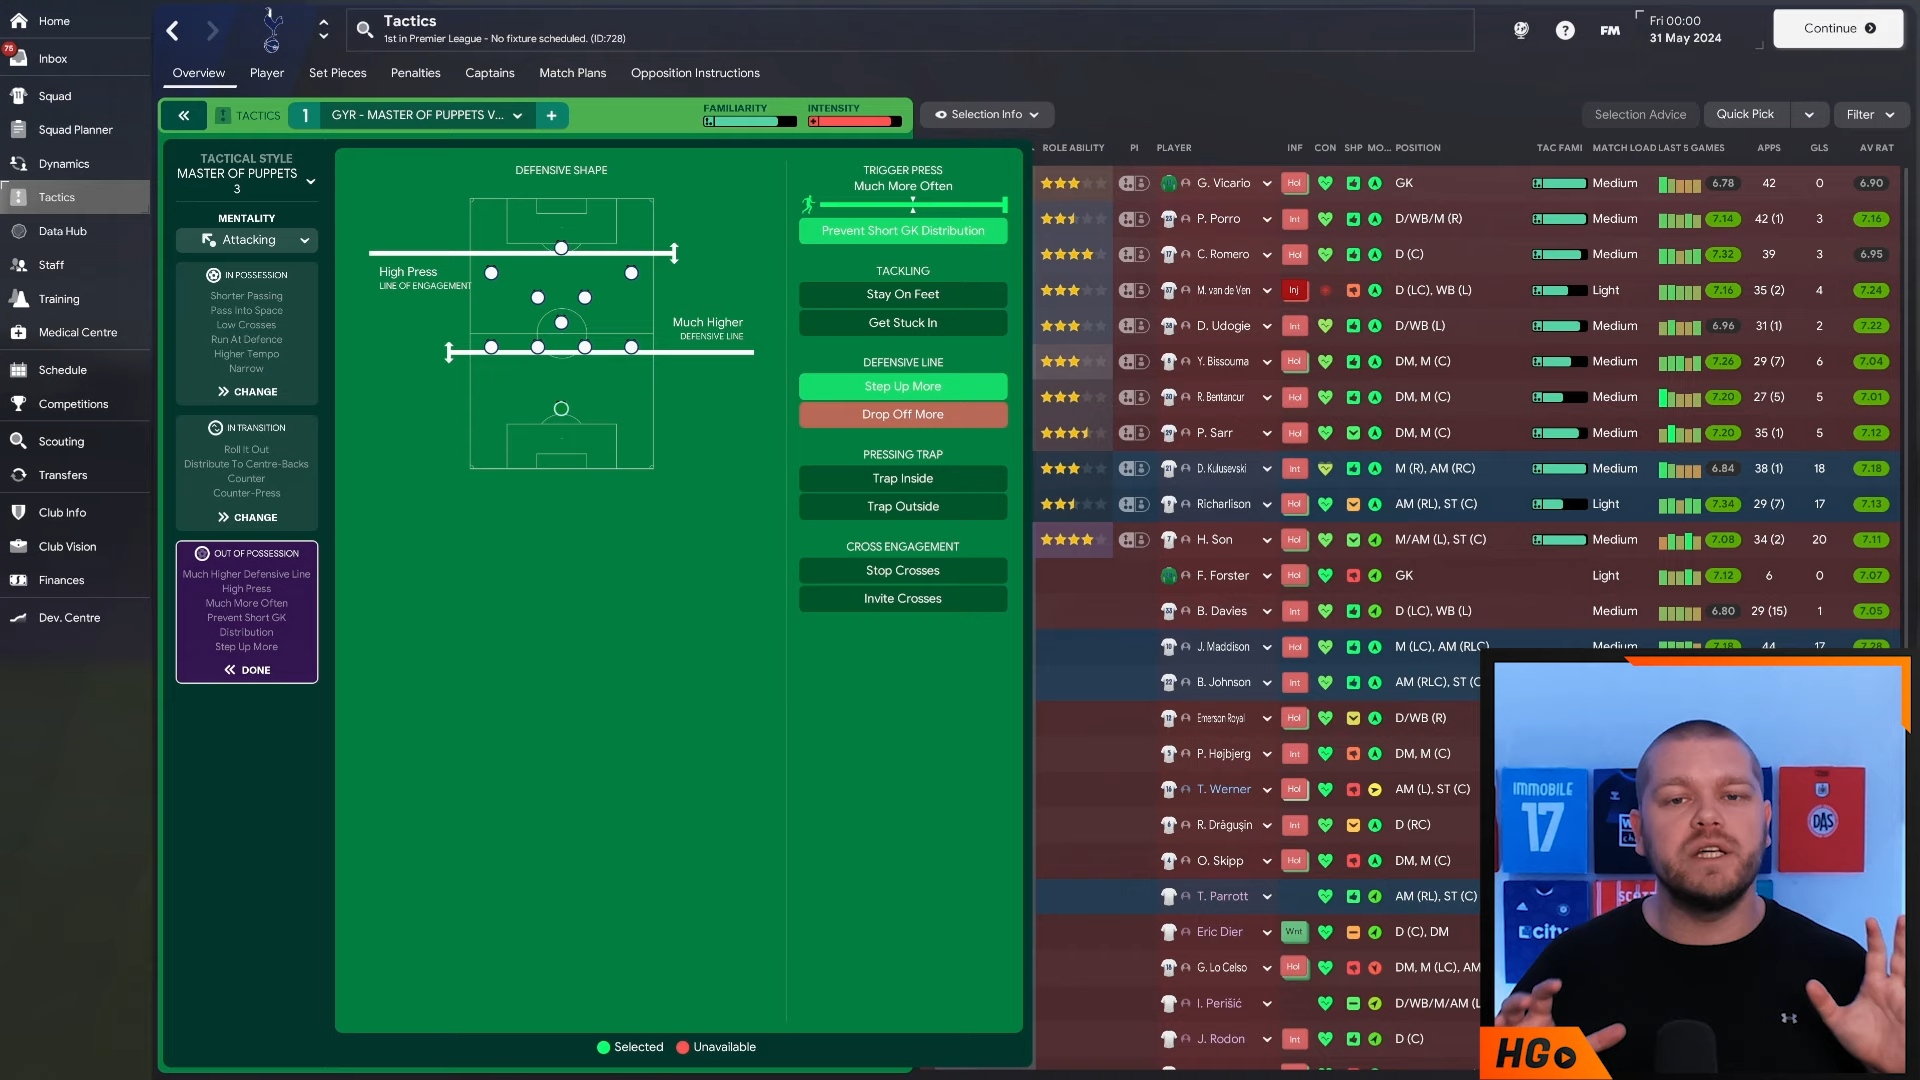 Home
Inbox
75
Squad
Squad Planner
Dynamics
Tactics
Data Hub
Staff
Training
Medical Centre
Schedule
Competitions
Scouting
Transfers
Club Info
Club Vision
Finances
Dev. Centre
Tactics
1st in Premier League - No fixture scheduled. (ID:728)
FM
Fri 00:00
31 May 2024
Continue
Overview
Player
Set Pieces
Penalties
Captains
Match Plans
Opposition Instructions
TACTICS
1
GYR - MASTER OF PUPPETS V...
FAMILIARITY
INTENSITY
Selection Info
Selection Advice
Quick Pick
Filter
TACTICAL STYLE
MASTER OF PUPPETS
3
MENTALITY
Attacking
IN POSSESSION
Shorter Passing
Pass Into Space
Low Crosses
Run At Defence
Higher Tempo
Narrow
CHANGE
IN TRANSITION
Roll It Out
Distribute To Centre-Backs
Counter
Counter-Press
CHANGE
OUT OF POSSESSION
Much Higher Defensive Line
High Press
Much More Often
Prevent Short GK
Distribution
Step Up More
DONE
DEFENSIVE SHAPE
High Press
LINE OF ENGAGEMENT
Much Higher
DEFENSIVE LINE
TRIGGER PRESS
Much More Often
Prevent Short GK Distribution
TACKLING
Stay On Feet
Get Stuck In
DEFENSIVE LINE
Step Up More
Drop Off More
PRESSING TRAP
Trap Inside
Trap Outside
CROSS ENGAGEMENT
Stop Crosses
Invite Crosses
Selected
Unavailable
ROLE ABILITY PI PLAYER INF CON SHP MO... POSITION TAC FAMI MATCH LOAD LAST 5 GAMES APPS GLS AV RAT
G. Vicario Hol GK Medium 6.78 42 0 6.90
P. Porro Int D/WB/M (R) Medium 7.14 42 (1) 3 7.16
C. Romero Hol D (C) Medium 7.32 39 3 6.95
M. van de Ven Inj D (LC), WB (L) Light 7.16 35 (2) 4 7.24
D. Udogie Int D/WB (L) Medium 6.96 31 (1) 2 7.22
Y. Bissouma Hol DM, M (C) Medium 7.26 29 (7) 6 7.04
R. Bentancur Hol DM, M (C) Medium 7.20 27 (5) 5 7.01
P. Sarr Hol DM, M (C) Medium 7.20 35 (1) 5 7.12
D. Kulusevski Int M (R), AM (RC) Medium 6.84 38 (1) 18 7.18
Richarlison Hol AM (RL), ST (C) Light 7.34 29 (7) 17 7.13
H. Son Hol M/AM (L), ST (C) Medium 7.08 34 (2) 20 7.11
F. Forster Hol GK Light 7.12 6 0 7.07
B. Davies Int D (LC), WB (L) Medium 6.80 29 (15) 1 7.05
J. Maddison Hol M (LC), AM (RLC) Medium 7.18 44 17 7.28
B. Johnson Int AM (RLC), ST (C
Emerson Royal Hol D/WB (R)
P. Højbjerg Int DM, M (C)
T. Werner Hol AM (L), ST (C)
R. Drăgușin Int D (RC)
O. Skipp Hol DM, M (C)
T. Parrott AM (RL), ST (C)
Eric Dier Wnt D (C), DM
G. Lo Celso Hol DM, M (LC), AM
I. Perišić D/WB/M/AM (L
J. Rodon Int D (C)
IMMOBILE
17
DAS
city
HG